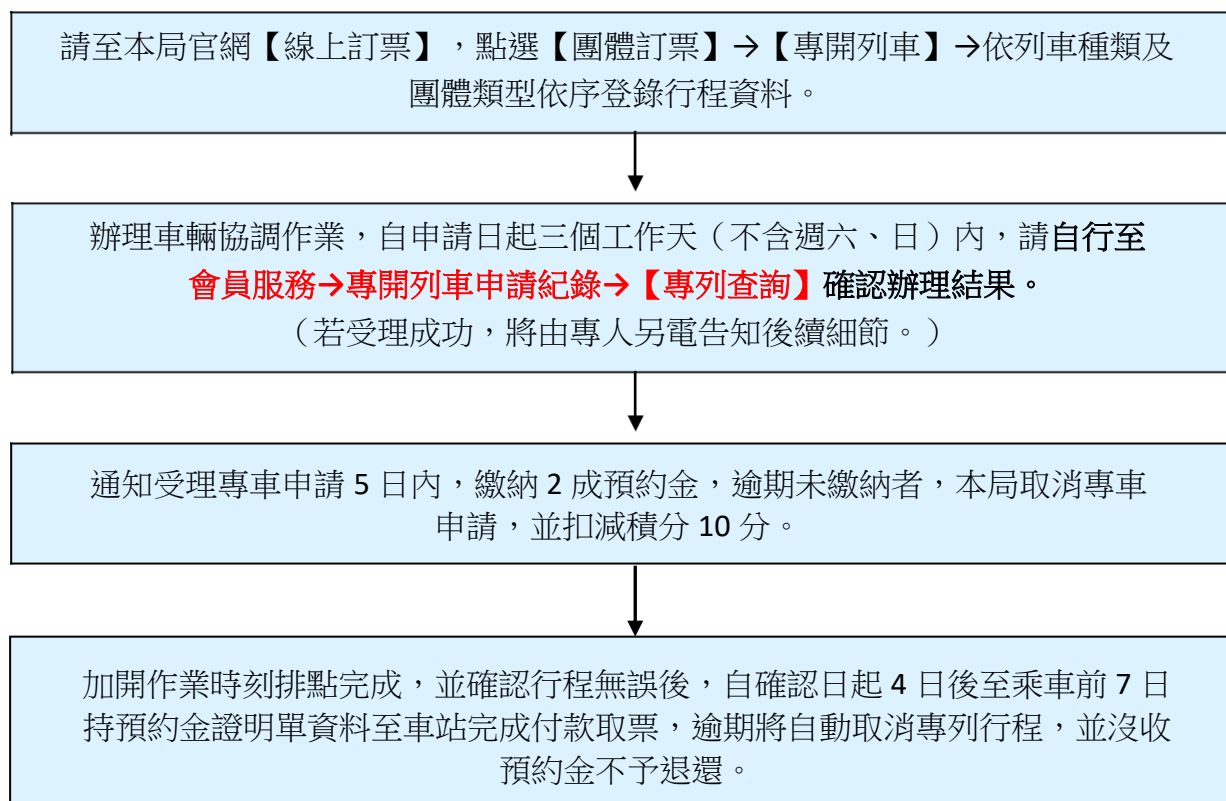 請至本局官網【線上訂票】，點選【團體訂票】→【專開列車】→依列車種類及
團體類型依序登錄行程資料。
辦理車輛協調作業，自申請日起三個工作天（不含週六、日）內，請自行至
會員服務→專開列車申請紀錄→【專列查詢】確認辦理結果。
（若受理成功，將由專人另電告知後續細節。）
通知受理專車申請 5 日內，繳納 2 成預約金，逾期未繳納者，本局取消專車
申請，並扣減積分 10 分。
加開作業時刻排點完成，並確認行程無誤後，自確認日起 4 日後至乘車前 7 日
持預約金證明單資料至車站完成付款取票，逾期將自動取消專列行程，並沒收
預約金不予退還。